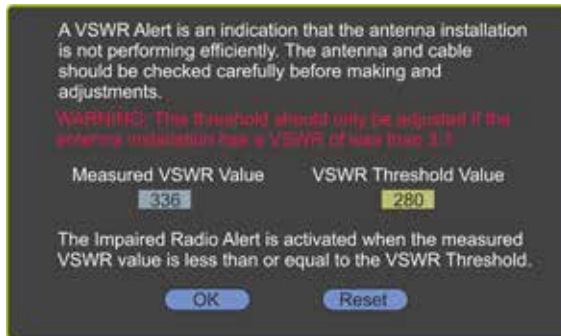 A VSWR Alert is an indication that the antenna installation
is not performing efficiently. The antenna and cable
should be checked carefully before making and
adjustments.
WARNING: This threshold should only be adjusted if the
antenna installation has a VSWR of less than 3:1
Measured VSWR Value VSWR Threshold Value
336 280
The Impaired Radio Alert is activated when the measured
VSWR value is less than or equal to the VSWR Threshold.
OK Reset